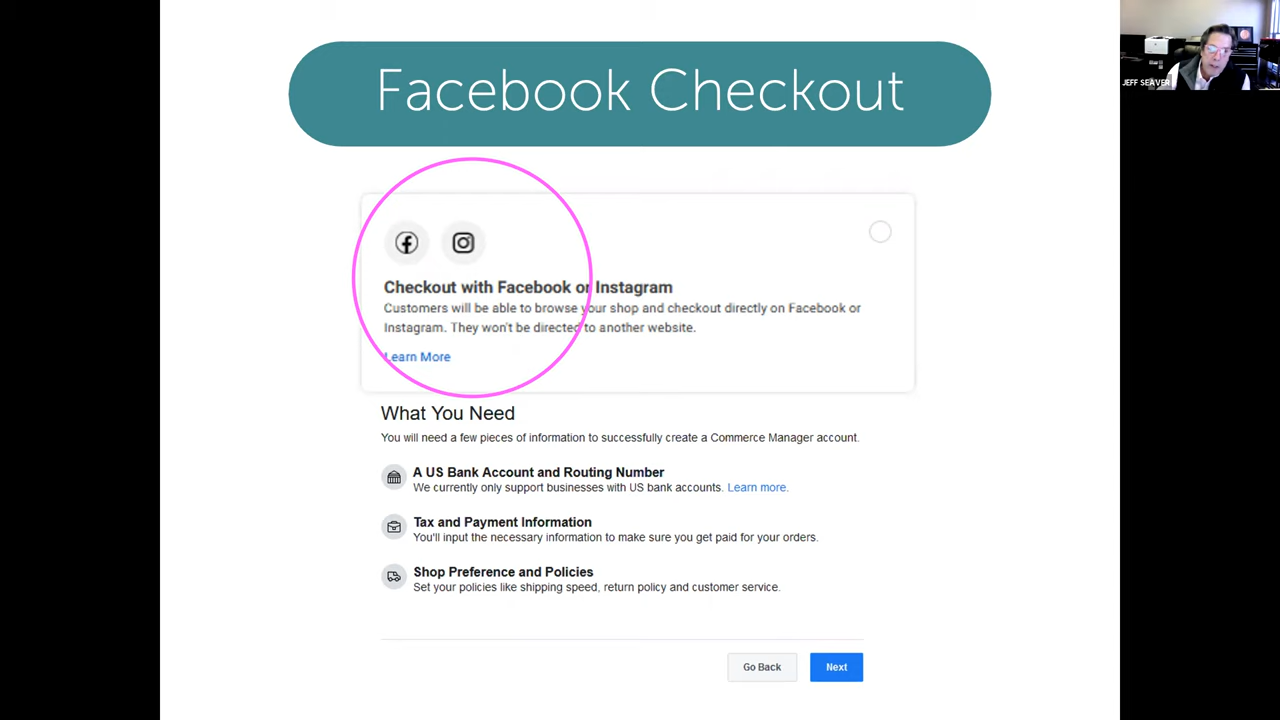 Facebook Checkout
JEFF SEAVER
Checkout with Facebook or Instagram
Customers will be able to browse your shop and checkout directly on Facebook or
Instagram. They won't be directed to another website.
Learn More
What You Need
You will need a few pieces of information to successfully create a Commerce Manager account.
A US Bank Account and Routing Number
We currently only support businesses with US bank accounts. Learn more.
Tax and Payment Information
You'll input the necessary information to make sure you get paid for your orders.
Shop Preference and Policies
Set your policies like shipping speed, return policy and customer service.
Go Back
Next